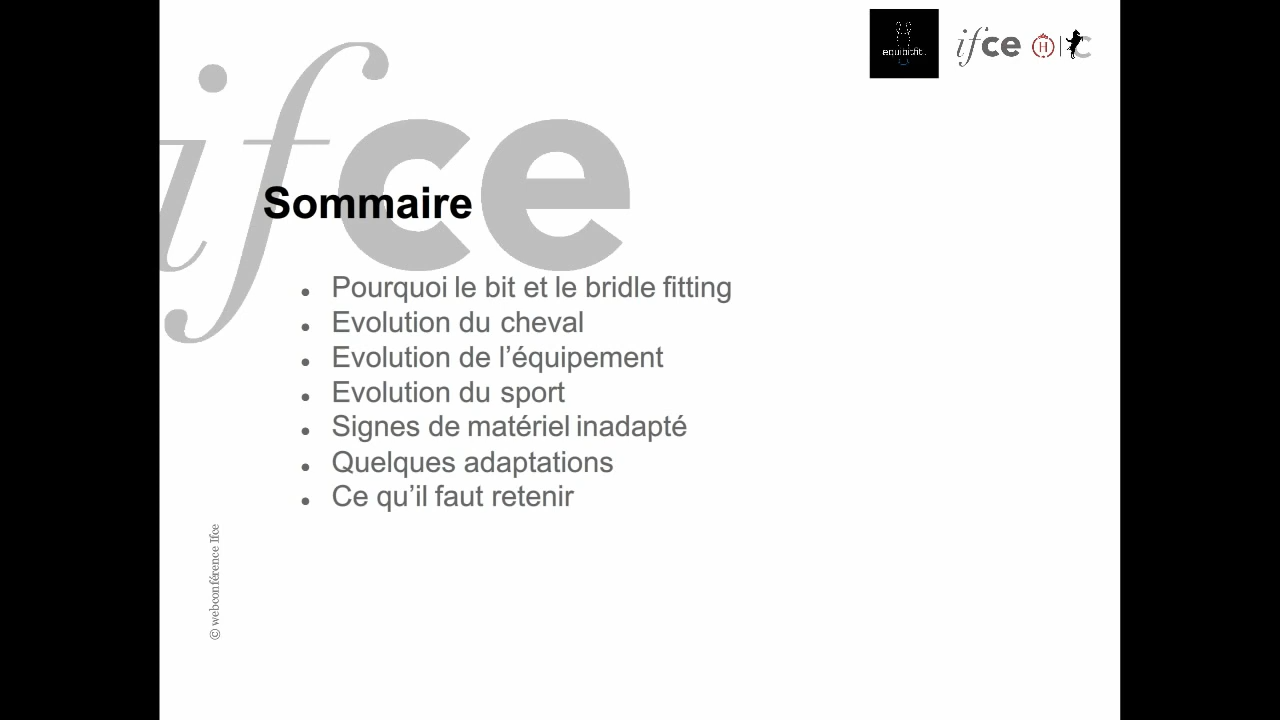 equibitfit.
ifce
H
ifce
Sommaire
Pourquoi le bit et le bridle fitting
Evolution du cheval
Evolution de l’équipement
Evolution du sport
Signes de matériel inadapté
Quelques adaptations
Ce qu’il faut retenir
© webconférence Ifce